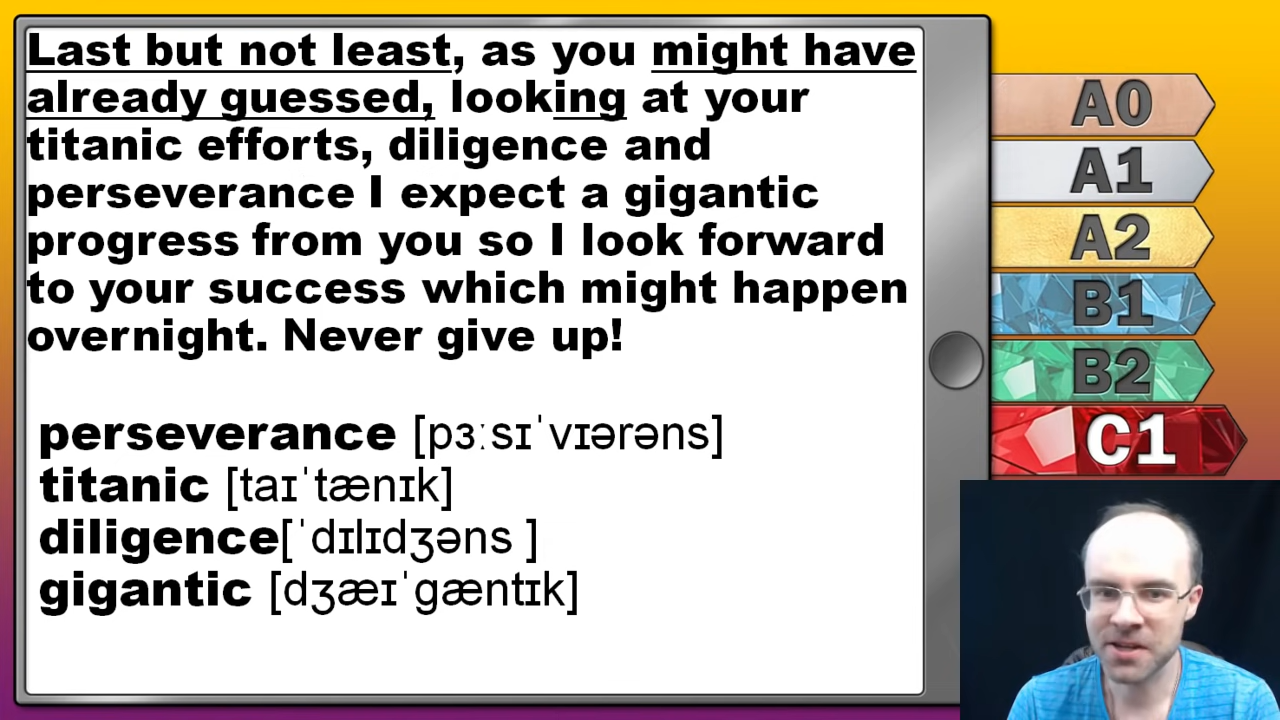 Last but not least, as you might have
already guessed, looking at your
titanic efforts, diligence and
perseverance I expect a gigantic
progress from you so I look forward
to your success which might happen
overnight. Never give up!
perseverance [pɜːsɪˈvɪərəns]
titanic [taɪˈtænɪk]
diligence[ˈdɪlɪdʒəns ]
gigantic [dʒæɪˈgæntɪk]
A0
A1
A2
B1
B2
C1